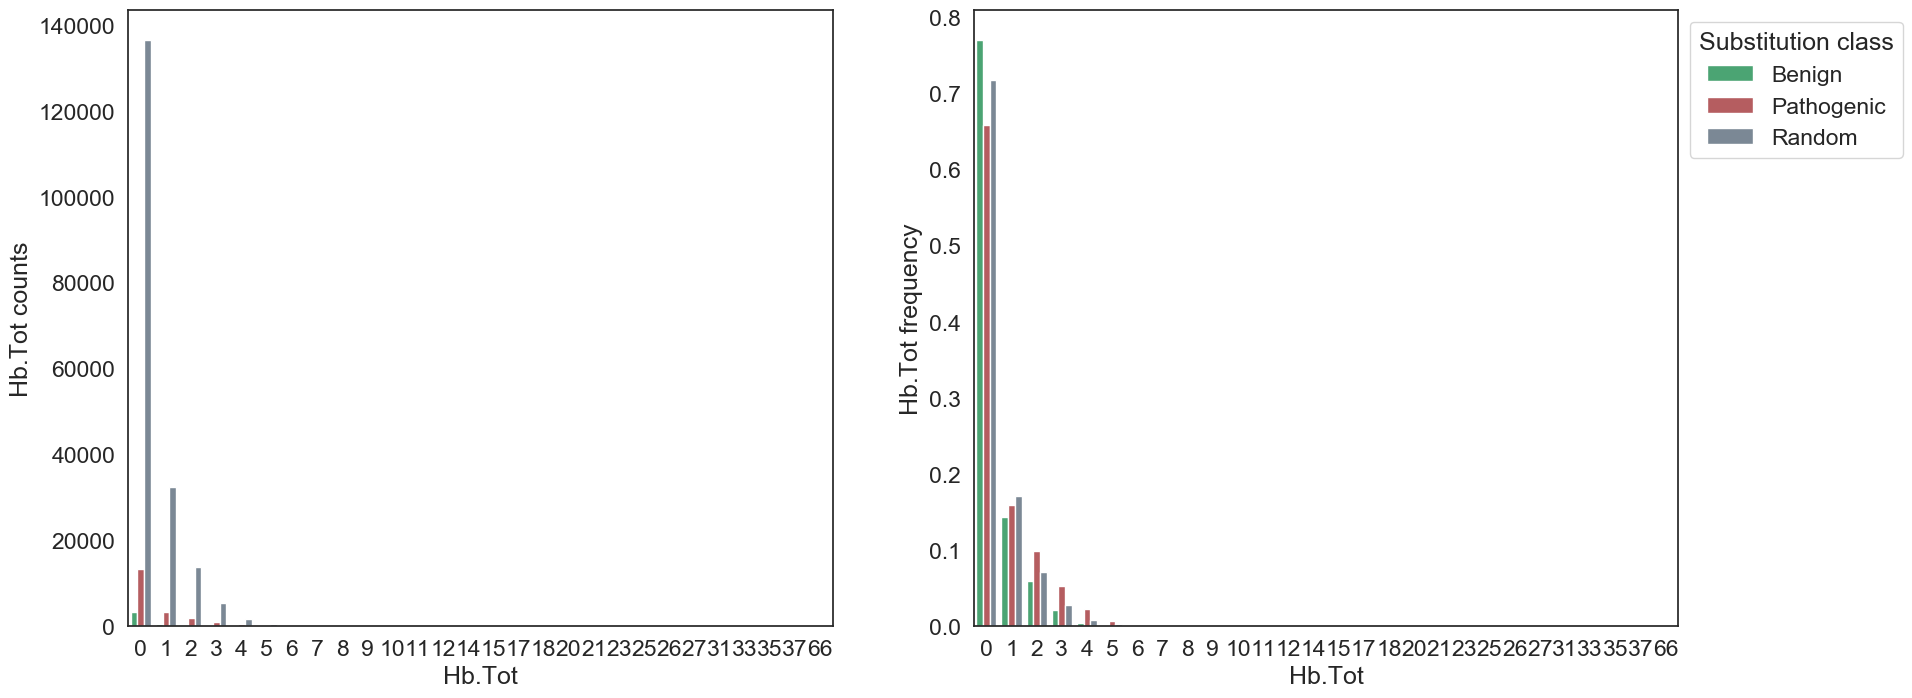 140000
120000
100000
80000
60000
40000
20000
0
Hb.Tot counts
0 1 2 3 4 5 6 7 8 9 10 11 12 14 15 17 18 20 21 23 25 26 27 31 33 35 37 66
Hb.Tot
0.8
0.7
0.6
0.5
0.4
0.3
0.2
0.1
0.0
Hb.Tot frequency
0 1 2 3 4 5 6 7 8 9 10 11 12 14 15 17 18 20 21 23 25 26 27 31 33 35 37 66
Hb.Tot
Substitution class
Benign
Pathogenic
Random